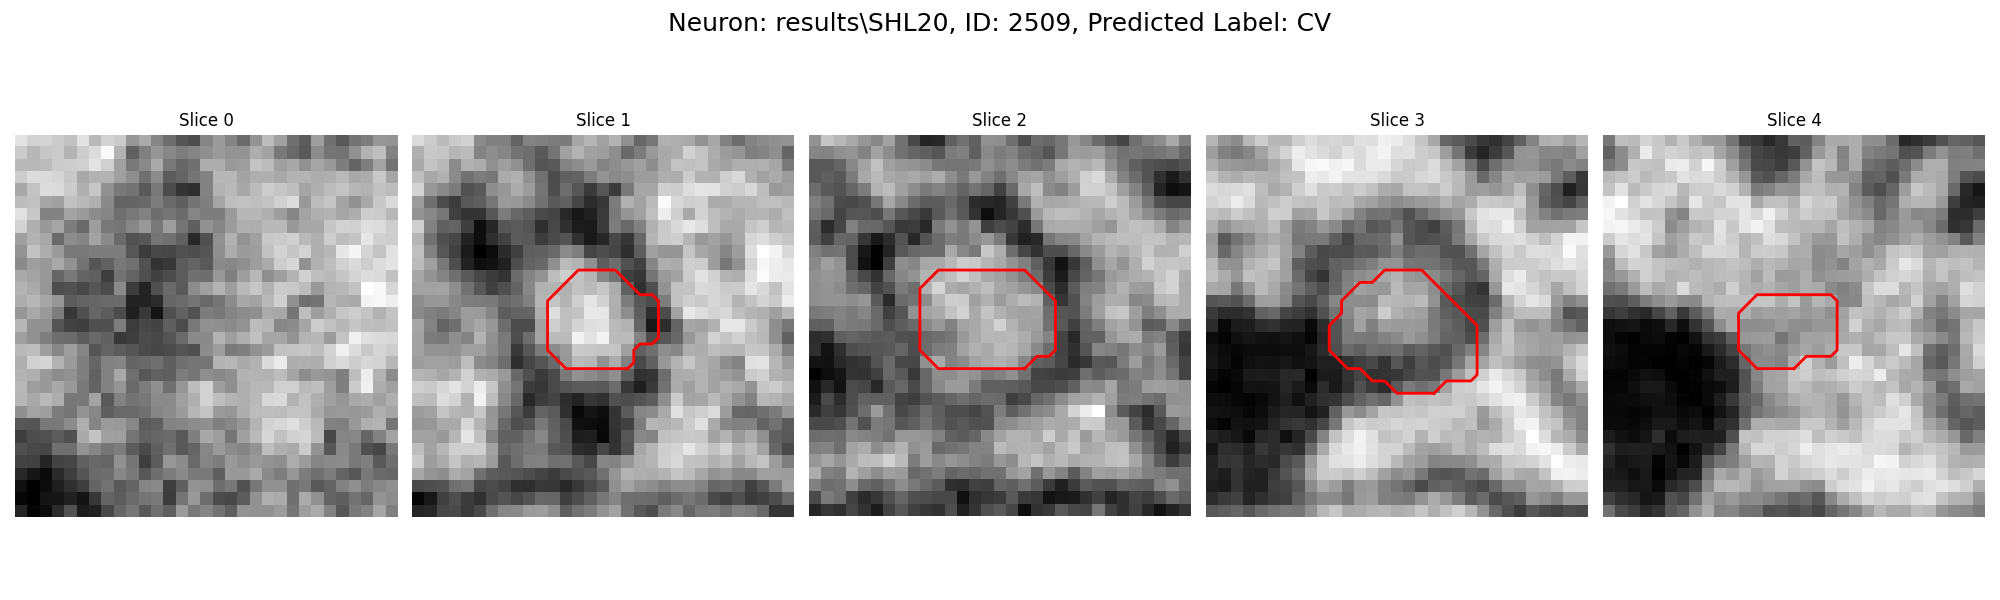 Neuron: results\SHL20, ID: 2509, Predicted Label: CV
Slice 0
Slice 1
Slice 2
Slice 3
Slice 4